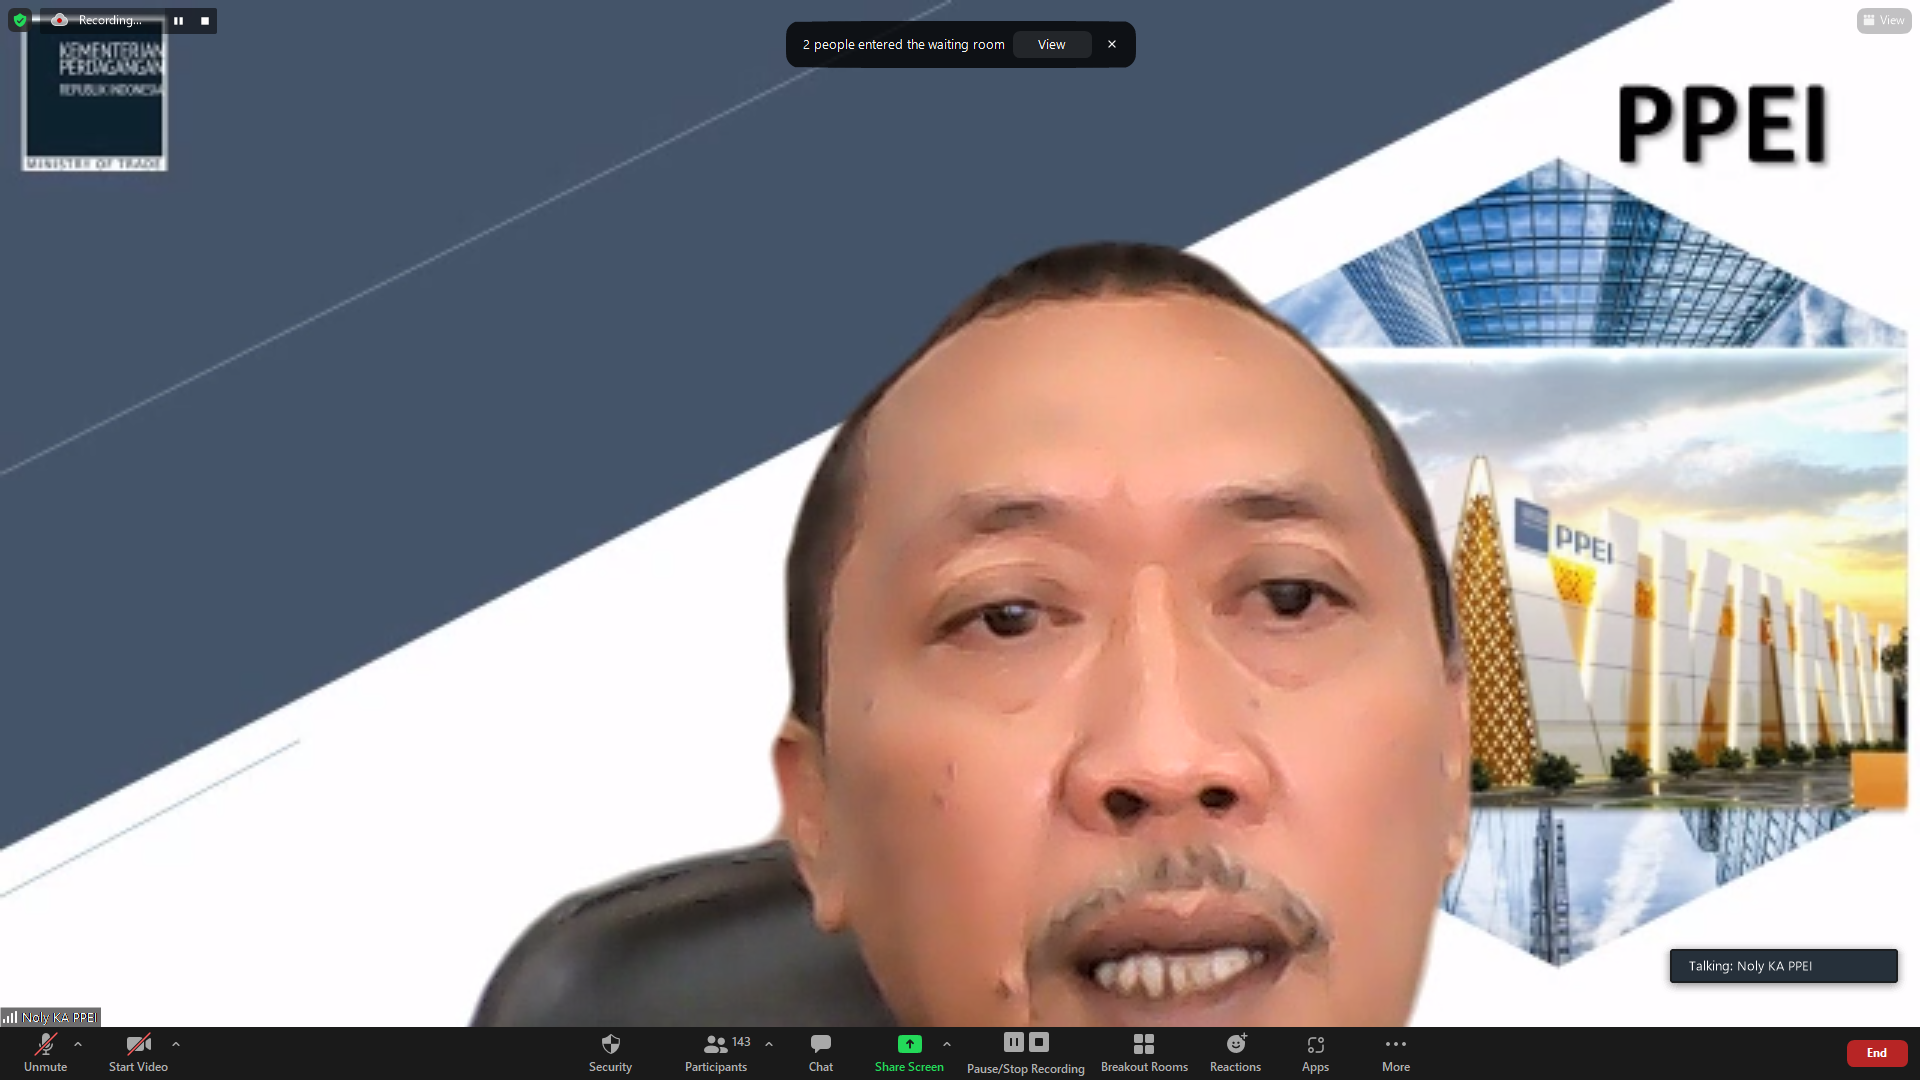 Recording...
View
2 people entered the waiting room
View
KEMENTERIAN
PERDAGANGAN
REPUBLIK INDONESIA
MINISTRY OF TRADE
PPEI
PPEI
Talking: Noly KA PPEI
Noly KA PPEI
Unmute
Start Video
Security
Participants
143
Chat
Share Screen
Pause/Stop Recording
Breakout Rooms
Reactions
Apps
More
End